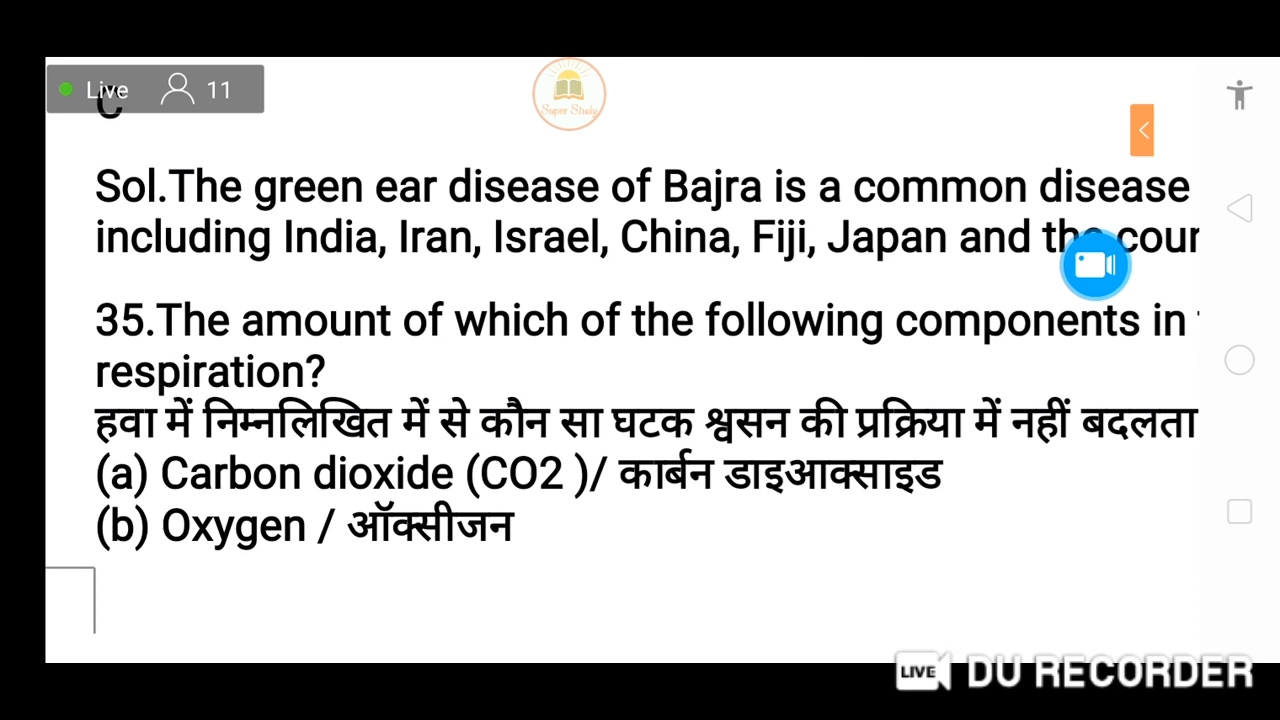 Live 11
C
Super Study
Sol.The green ear disease of Bajra is a common disease
including India, Iran, Israel, China, Fiji, Japan and the cour
35.The amount of which of the following components in
respiration?
हवा में निम्नलिखित में से कौन सा घटक श्वसन की प्रक्रिया में नहीं बदलता
(a) Carbon dioxide (CO2 )/ कार्बन डाइआक्साइड
(b) Oxygen / ऑक्सीजन
LIVE DU RECORDER